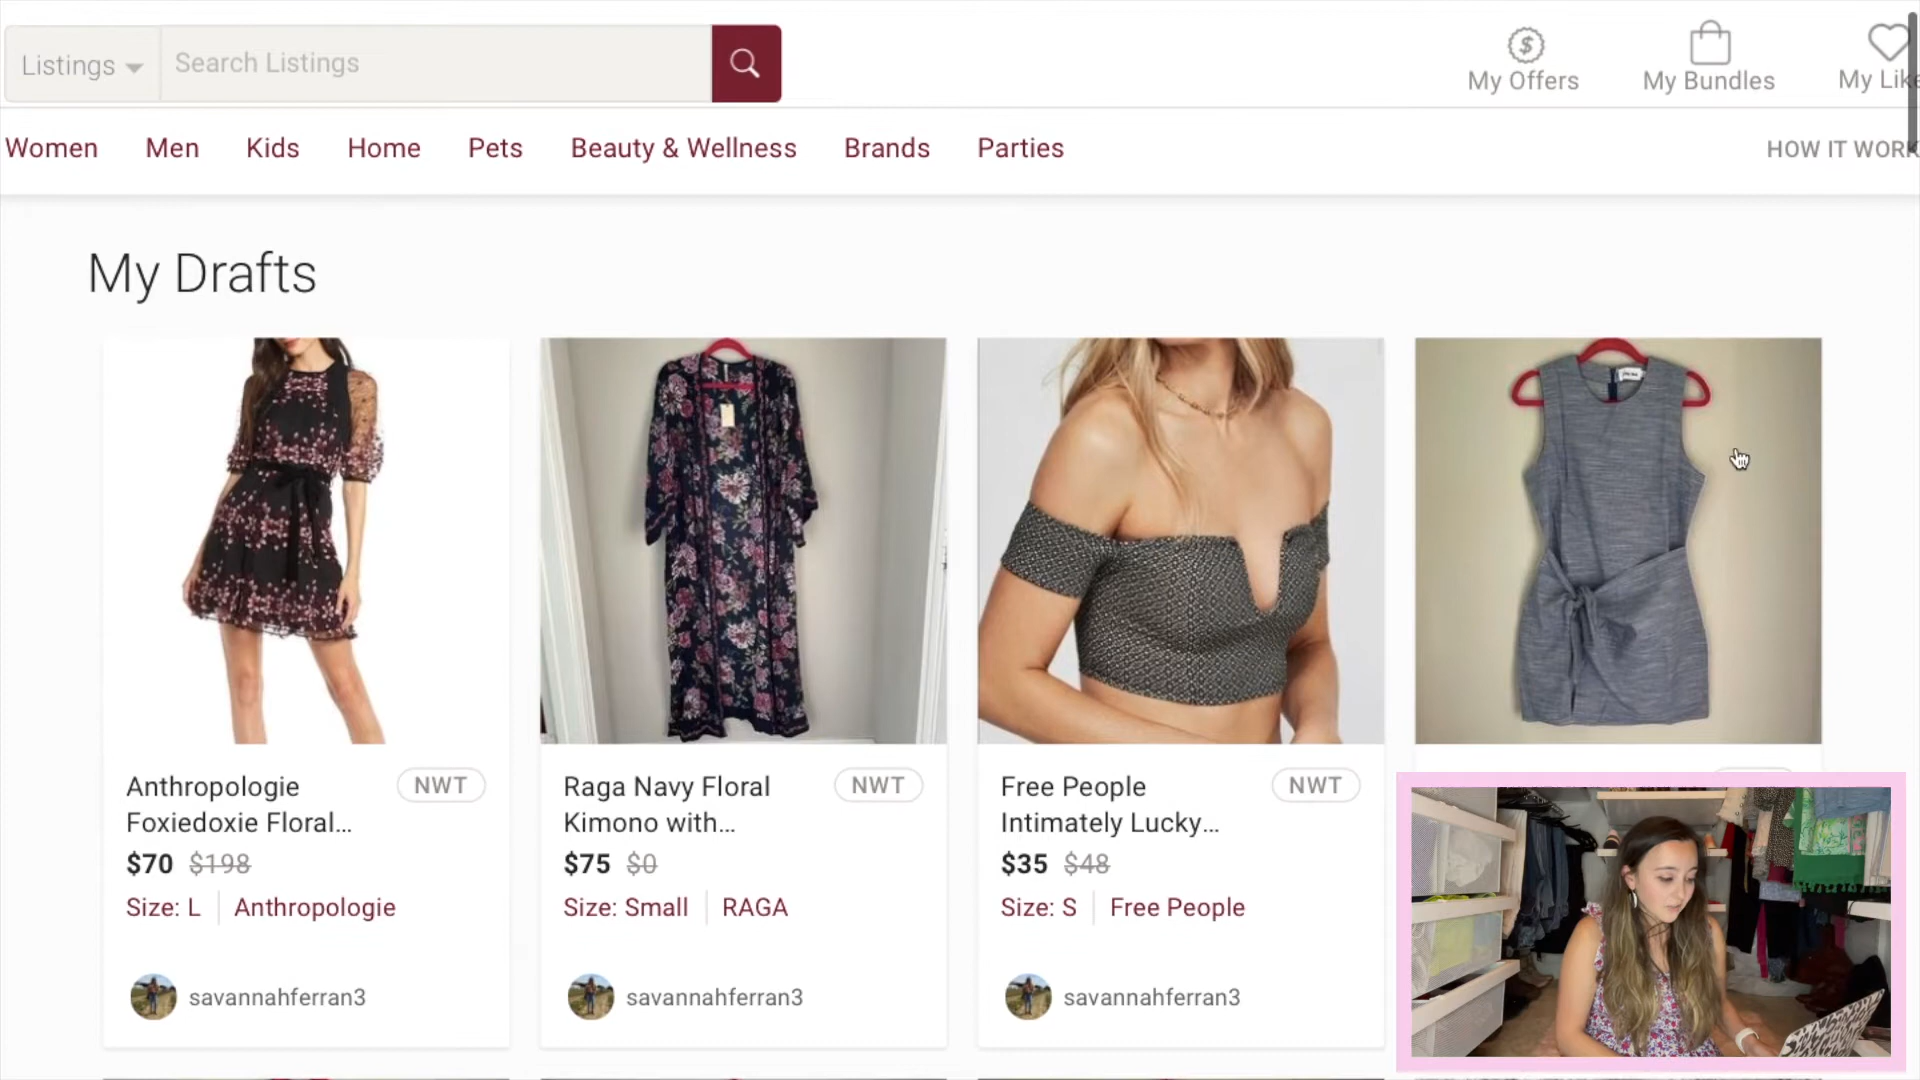 Listings
Search Listings
My Offers
My Bundles
My Like
Women
Men
Kids
Home
Pets
Beauty & Wellness
Brands
Parties
HOW IT WORK
My Drafts
Anthropologie
Foxiedoxie Floral...
NWT
$70 $198
Size: L
Anthropologie
savannahferran3
Raga Navy Floral
Kimono with...
NWT
$75 $0
Size: Small
RAGA
savannahferran3
Free People
Intimately Lucky...
NWT
$35 $48
Size: S
Free People
savannahferran3